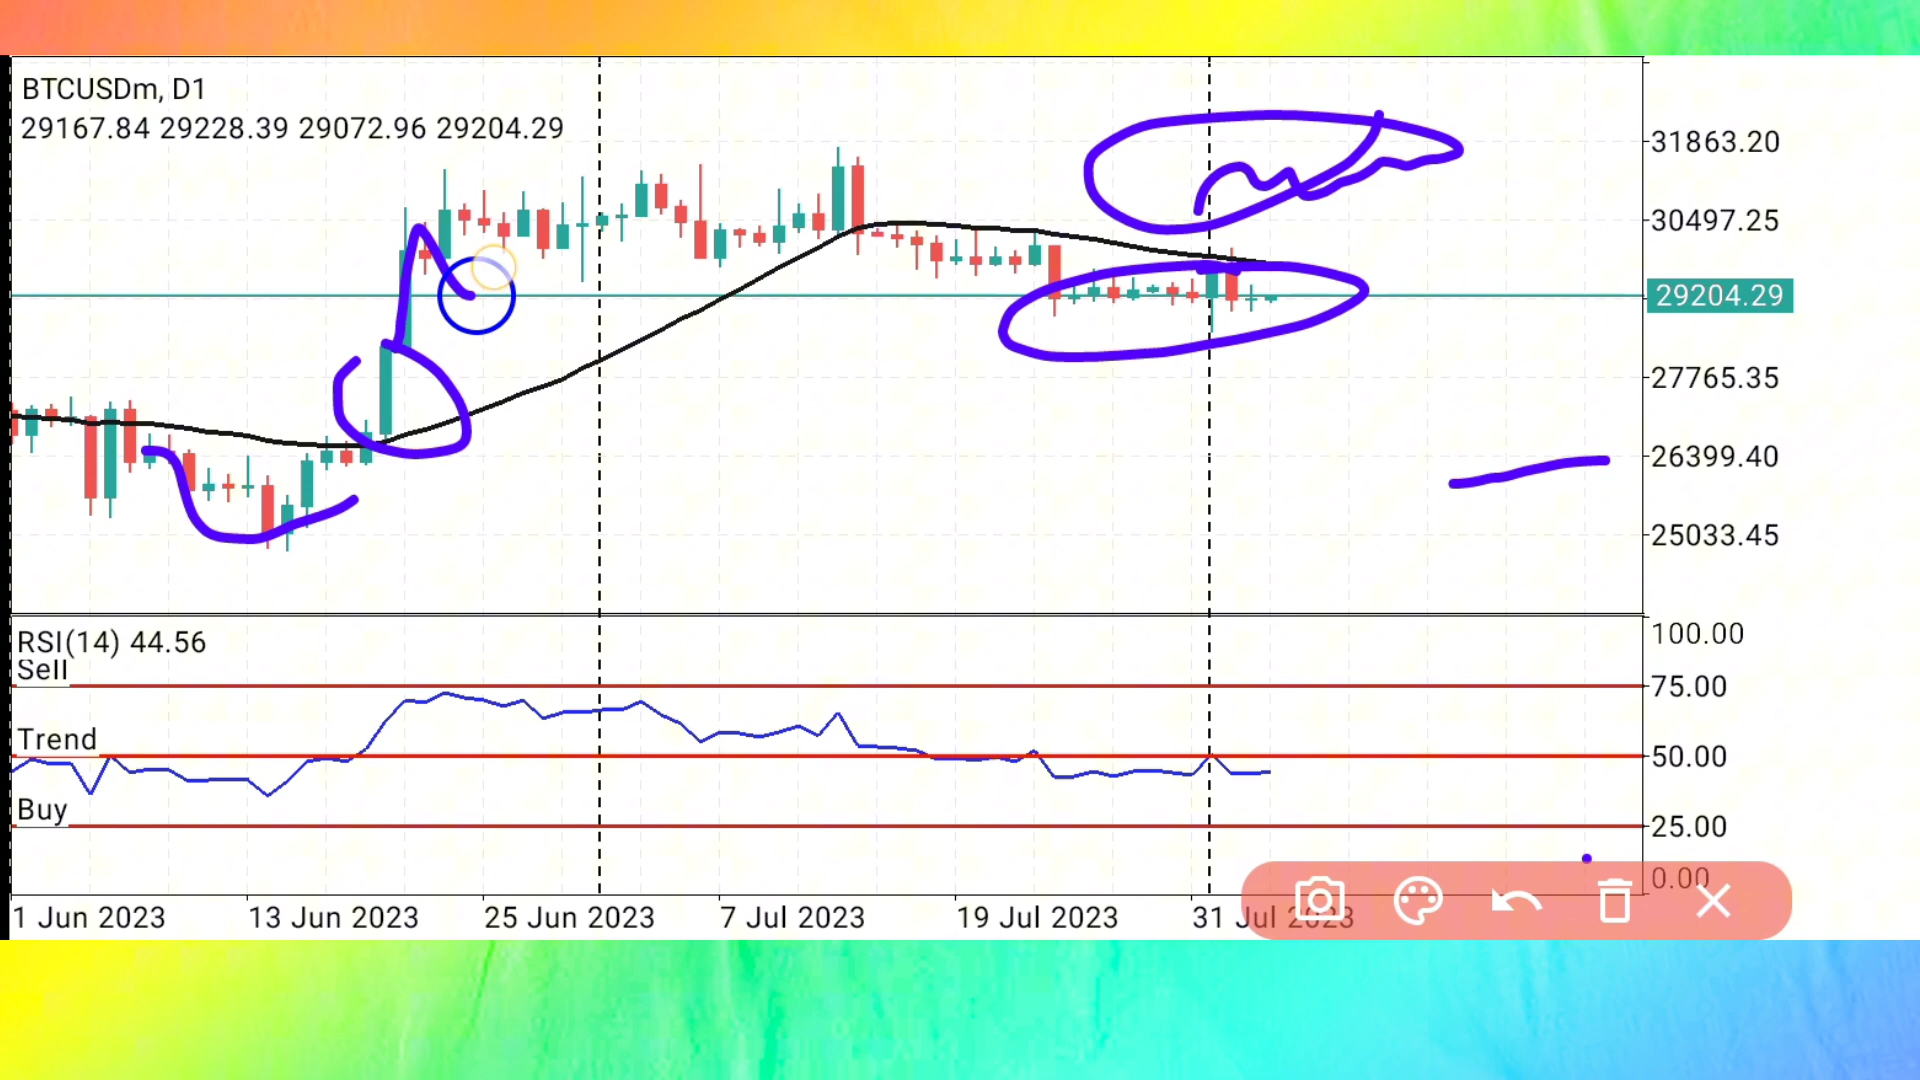 BTCUSDm, D1
29167.84 29228.39 29072.96 29204.29
31863.20
30497.25
29204.29
27765.35
26399.40
25033.45
RSI(14) 44.56
Sell
Trend
Buy
100.00
75.00
50.00
25.00
0.00
1 Jun 2023
13 Jun 2023
25 Jun 2023
7 Jul 2023
19 Jul 2023
31 Jul 2023